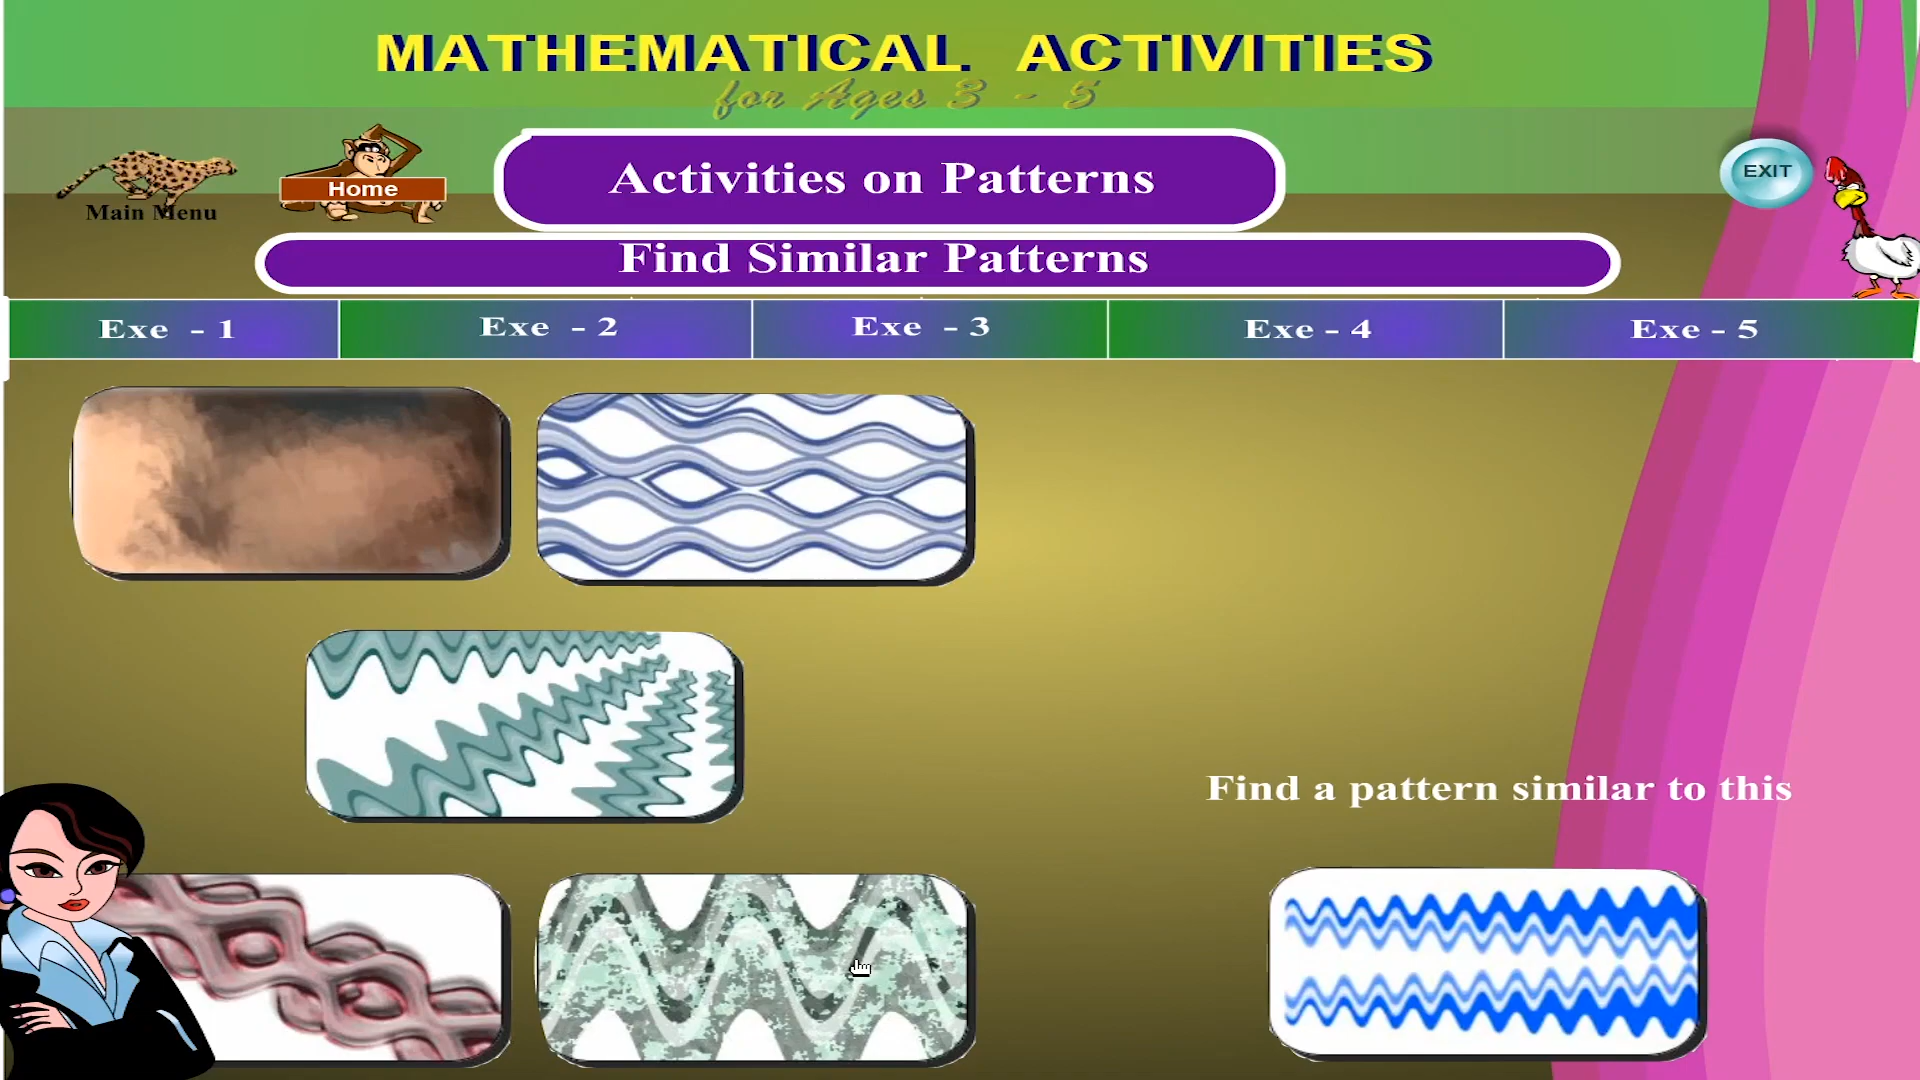 MATHEMATICAL ACTIVITIES
for Ages 3 - 5
Main Menu
Home
Activities on Patterns
EXIT
Find Similar Patterns
Exe - 1
Exe - 2
Exe - 3
Exe - 4
Exe - 5
Find a pattern similar to this